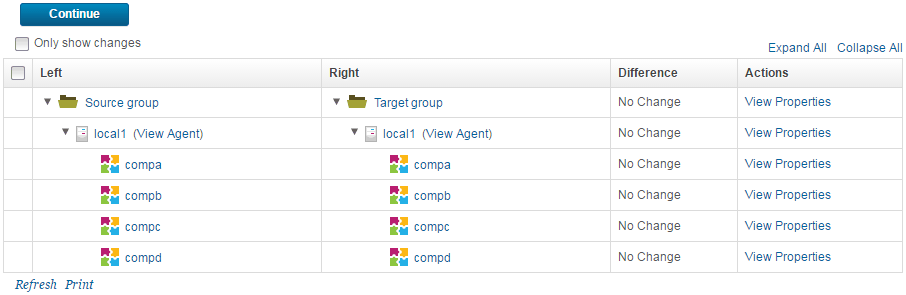 Continue
Only show changes
Expand All Collapse All
Left Right Difference Actions
Source group Target group No Change View Properties
local1 (View Agent) local1 (View Agent) No Change View Properties
compa compa No Change View Properties
compb compb No Change View Properties
compc compc No Change View Properties
compd compd No Change View Properties
Refresh Print